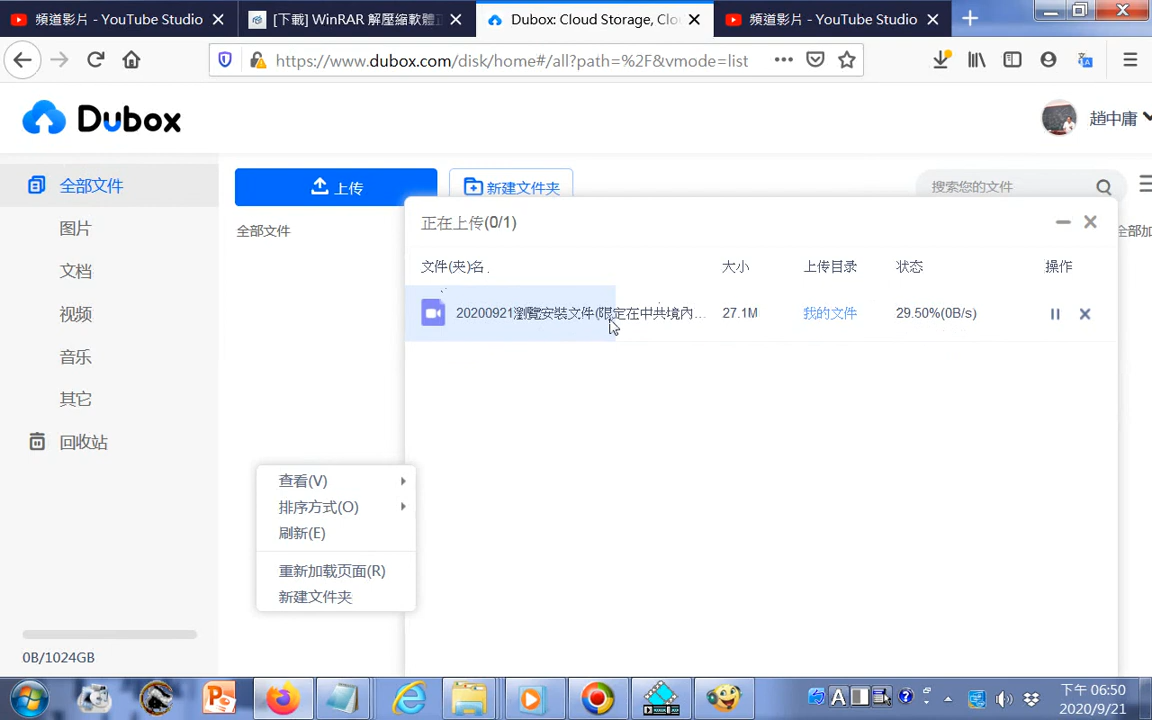 頻道影片 - YouTube Studio
[下載] WinRAR 解壓縮軟體
Dubox: Cloud Storage, Clo
頻道影片 - YouTube Studio
https://www.dubox.com/disk/home#/all?path=%2F&vmode=list
Dubox
趙中庸
全部文件
上传
新建文件夹
搜索您的文件
图片
全部文件
正在上传(0/1)
全部加
文件(夹)名
大小
上传目录
状态
操作
文档
20200921瀏覽安裝文件(限定在中共境內...
27.1M
我的文件
29.50%(0B/s)
视频
音乐
其它
回收站
查看(V)
排序方式(O)
刷新(E)
重新加载页面(R)
新建文件夹
0B/1024GB
A
下午 06:50
2020/9/21